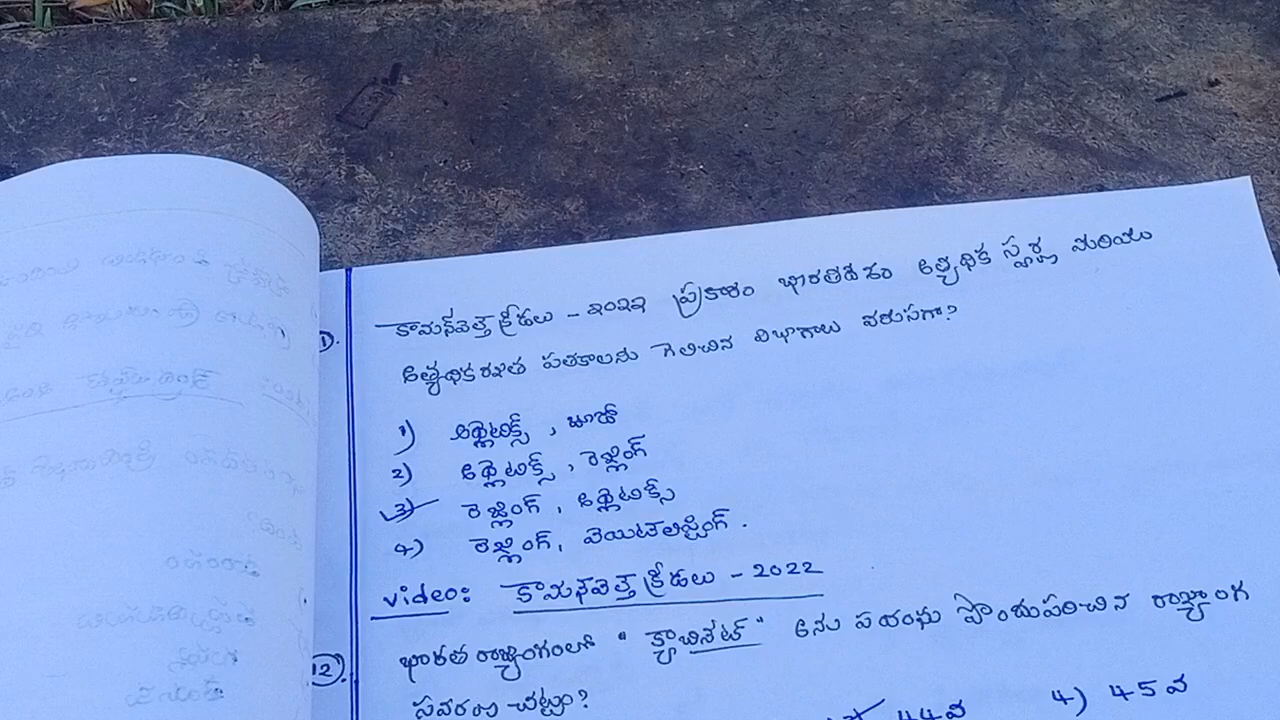 1). కామన్‌వెల్త్ క్రీడలు - 2022 ప్రకారం భారతదేశం అత్యధిక స్వర్ణ మరియు
అత్యధిక రజత పతకాలను గెలిచిన విభాగాలు వరుసగా?
1) అథ్లెటిక్స్, జూడో
2) అథ్లెటిక్స్, రెజ్లింగ్
3) రెజ్లింగ్, అథ్లెటిక్స్
4) రెజ్లింగ్, వెయిట్‌లిఫ్టింగ్.
video: కామన్‌వెల్త్ క్రీడలు - 2022
12). భారత రాజ్యాంగంలో "క్యాబినేట్" అను పదంను పొందుపరిచిన రాజ్యాంగ
సవరణ చట్టం?
44వ 4) 45వ